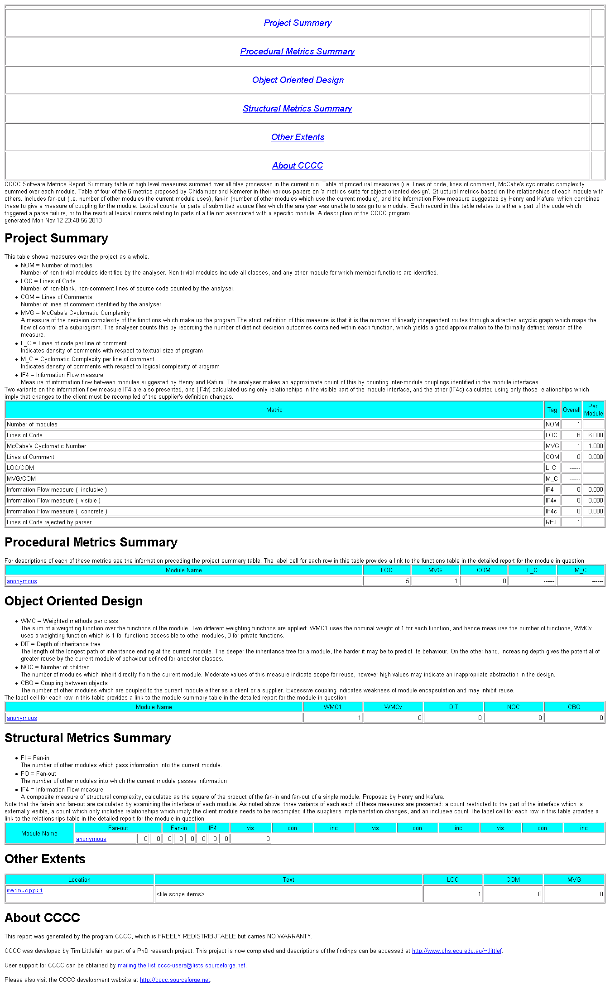 Project Summary
Procedural Metrics Summary
Object Oriented Design
Structural Metrics Summary
Other Extents
About CCCC
CCCC Software Metrics Report Summary table of high level measures summed over all files processed in the current run. Table of procedural measures (i.e. lines of code, lines of comment, McCabe's cyclomatic complexity
summed over each module. Table of four of the 6 metrics proposed by Chidamber and Kemerer in their various papers on 'a metrics suite for object oriented design'. Structural metrics based on the relationships of each module with
others. Includes fan-out (i.e. number of other modules the current module uses), fan-in (number of other modules which use the current module), and the Information Flow measure suggested by Henry and Kafura, which combines
these to give a measure of coupling for the module. Lexical counts for parts of submitted source files which the analyser was unable to assign to a module. Each record in this table relates to either a part of the code which
triggered a parse failure, or to the residual lexical counts relating to parts of a file not associated with a specific module. A description of the CCCC program.
generated Mon Nov 12 23:48:55 2018
Project Summary
This table shows measures over the project as a whole.
• NOM = Number of modules
Number of non-trivial modules identified by the analyser. Non-trivial modules include all classes, and any other module for which member functions are identified.
• LOC = Lines of Code
Number of non-blank, non-comment lines of source code counted by the analyser.
• COM = Lines of Comments
Number of lines of comment identified by the analyser
• MVG = McCabe's Cyclomatic Complexity
A measure of the decision complexity of the functions which make up the program.The strict definition of this measure is that it is the number of linearly independent routes through a directed acyclic graph which maps the
flow of control of a subprogram. The analyser counts this by recording the number of distinct decision outcomes contained within each function, which yields a good approximation to the formally defined version of the
measure.
• L_C = Lines of code per line of comment
Indicates density of comments with respect to textual size of program
• M_C = Cyclomatic Complexity per line of comment
Indicates density of comments with respect to logical complexity of program
• IF4 = Information Flow measure
Measure of information flow between modules suggested by Henry and Kafura. The analyser makes an approximate count of this by counting inter-module couplings identified in the module interfaces.
Two variants on the information flow measure IF4 are also presented, one (IF4v) calculated using only relationships in the visible part of the module interface, and the other (IF4c) calculated using only those relationships which
imply that changes to the client must be recompiled of the supplier's definition changes.
Metric Tag Overall Per Module
Number of modules NOM 1
Lines of Code LOC 6 6.000
McCabe's Cyclomatic Number MVG 1 1.000
Lines of Comment COM 0 0.000
LOC/COM L_C ------
MVG/COM M_C ------
Information Flow measure ( inclusive ) IF4 0 0.000
Information Flow measure ( visible ) IF4v 0 0.000
Information Flow measure ( concrete ) IF4c 0 0.000
Lines of Code rejected by parser REJ 1
Procedural Metrics Summary
For descriptions of each of these metrics see the information preceding the project summary table. The label cell for each row in this table provides a link to the functions table in the detailed report for the module in question
Module Name LOC MVG COM L_C M_C
anonymous 5 1 0 ------ ------
Object Oriented Design
• WMC = Weighted methods per class
The sum of a weighting function over the functions of the module. Two different weighting functions are applied: WMC1 uses the nominal weight of 1 for each function, and hence measures the number of functions, WMCv
uses a weighting function which is 1 for functions accessible to other modules, 0 for private functions.
• DIT = Depth of inheritance tree
The length of the longest path of inheritance ending at the current module. The deeper the inheritance tree for a module, the harder it may be to predict its behaviour. On the other hand, increasing depth gives the potential of
greater reuse by the current module of behaviour defined for ancestor classes.
• NOC = Number of children
The number of modules which inherit directly from the current module. Moderate values of this measure indicate scope for reuse, however high values may indicate an inappropriate abstraction in the design.
• CBO = Coupling between objects
The number of other modules which are coupled to the current module either as a client or a supplier. Excessive coupling indicates weakness of module encapsulation and may inhibit reuse.
The label cell for each row in this table provides a link to the module summary table in the detailed report for the module in question
Module Name WMC1 WMCv DIT NOC CBO
anonymous 1 0 0 0 0
Structural Metrics Summary
• FI = Fan-in
The number of other modules which pass information into the current module.
• FO = Fan-out
The number of other modules into which the current module passes information
• IF4 = Information Flow measure
A composite measure of structural complexity, calculated as the square of the product of the fan-in and fan-out of a single module. Proposed by Henry and Kafura.
Note that the fan-in and fan-out are calculated by examining the interface of each module. As noted above, three variants of each each of these measures are presented: a count restricted to the part of the interface which is
externally visible, a count which only includes relationships which imply the client module needs to be recompiled if the supplier's implementation changes, and an inclusive count The label cell for each row in this table provides a
link to the relationships table in the detailed report for the module in question
Module Name Fan-out Fan-in IF4 vis con inc vis con incl vis con inc
anonymous 0 0 0 0 0 0 0 0 0
Other Extents
Location Text LOC COM MVG
main.cpp:1 <file scope items> 1 0 0
About CCCC
This report was generated by the program CCCC, which is FREELY REDISTRIBUTABLE but carries NO WARRANTY.
CCCC was developed by Tim Littlefair. as part of a PhD research project. This project is now completed and descriptions of the findings can be accessed at http://www.chs.ecu.edu.au/~tlittlef.
User support for CCCC can be obtained by mailing the list cccc-users@lists.sourceforge.net.
Please also visit the CCCC development website at http://cccc.sourceforge.net.